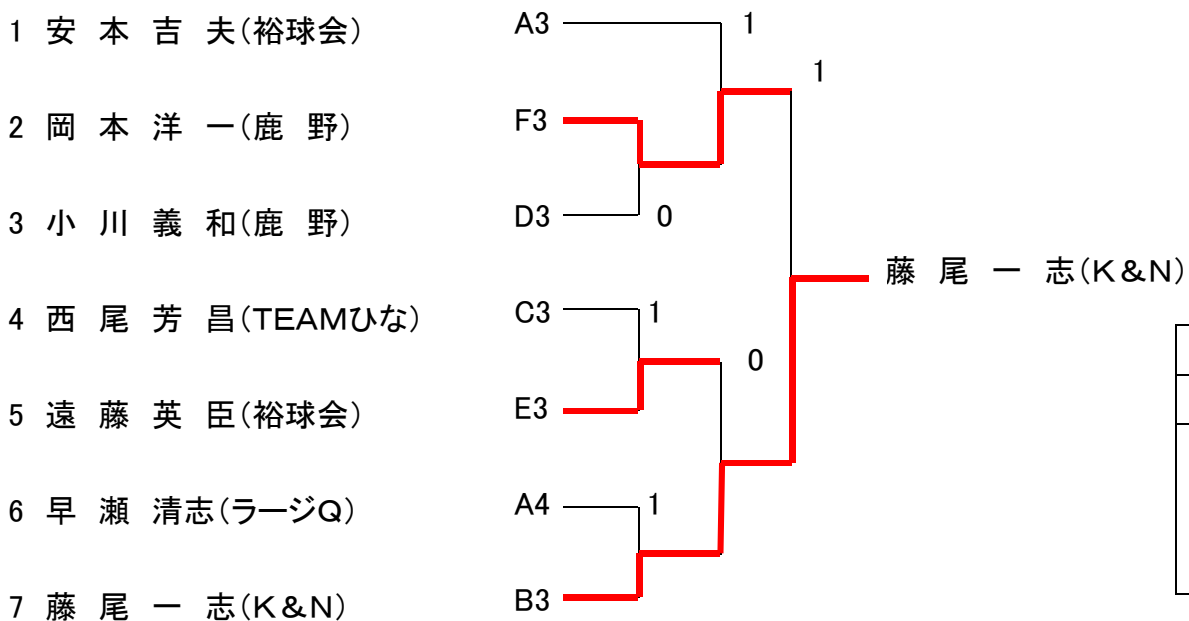 1 安 本 吉 夫(裕球会) A3 1
1
2 岡 本 洋 一(鹿 野) F3
3 小 川 義 和(鹿 野) D3 0
藤 尾 一 志(K&N)
4 西 尾 芳 昌(TEAMひな) C3 1
0
5 遠 藤 英 臣(裕球会) E3
6 早 瀬 清志(ラージQ) A4 1
7 藤 尾 一 志(K&N) B3